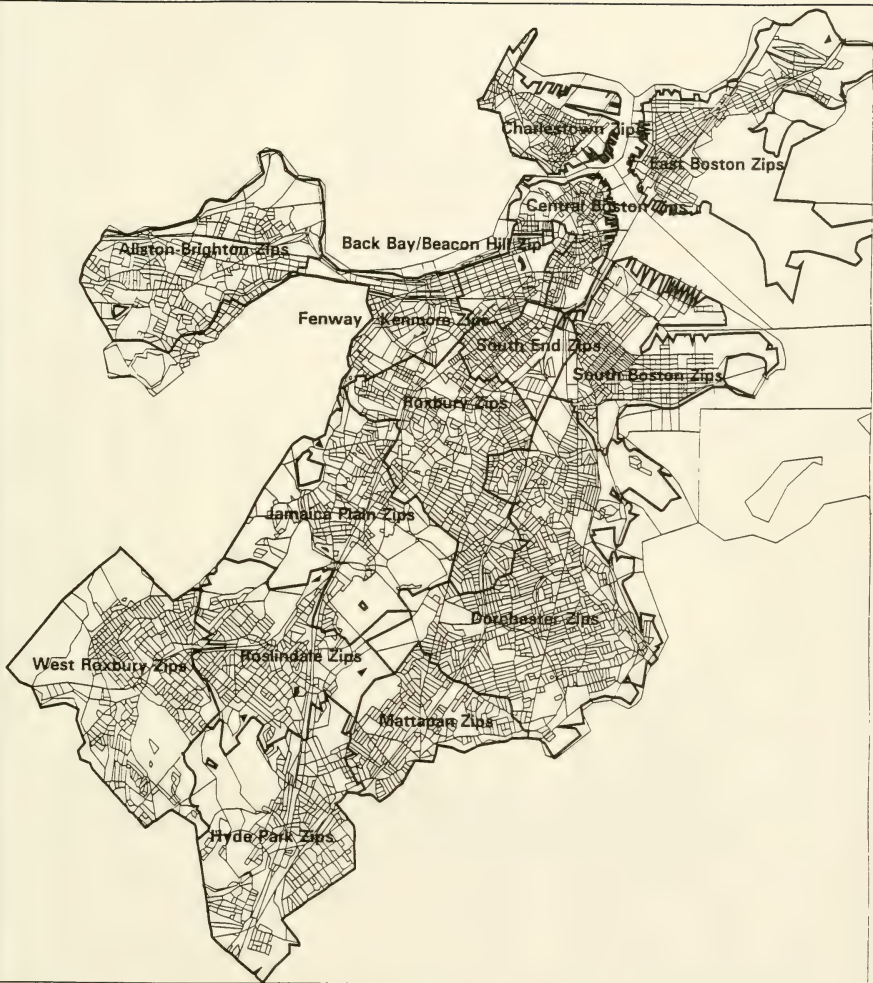 Charlestown Zips
East Boston Zips
Central Boston Zips
Allston-Brighton Zips
Back Bay/Beacon Hill Zip
Fenway Kenmore Zips
South End Zips
South Boston Zips
Roxbury Zips
Jamaica Plain Zips
Dorchester Zips
West Roxbury Zips
Roslindale Zips
Mattapan Zips
Hyde Park Zips